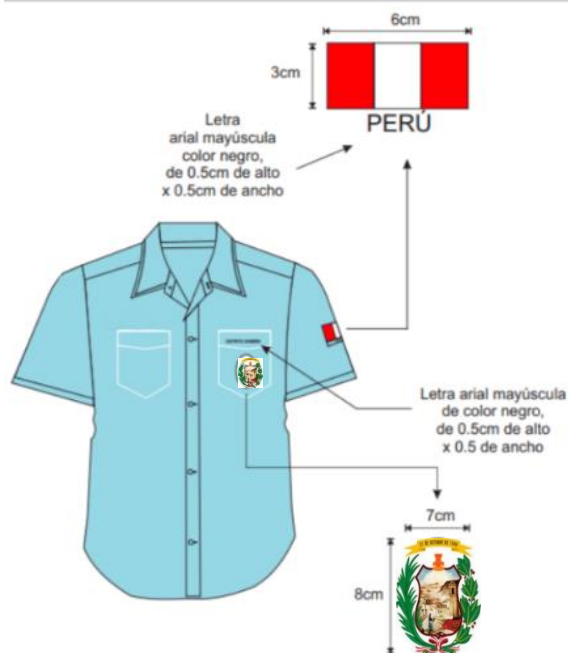 6cm
3cm
PERÚ
Letra
arial mayúscula
color negro,
de 0.5cm de alto
x 0.5cm de ancho
Letra arial mayúscula
de color negro,
de 0.5cm de alto
x 0.5 de ancho
7cm
8cm